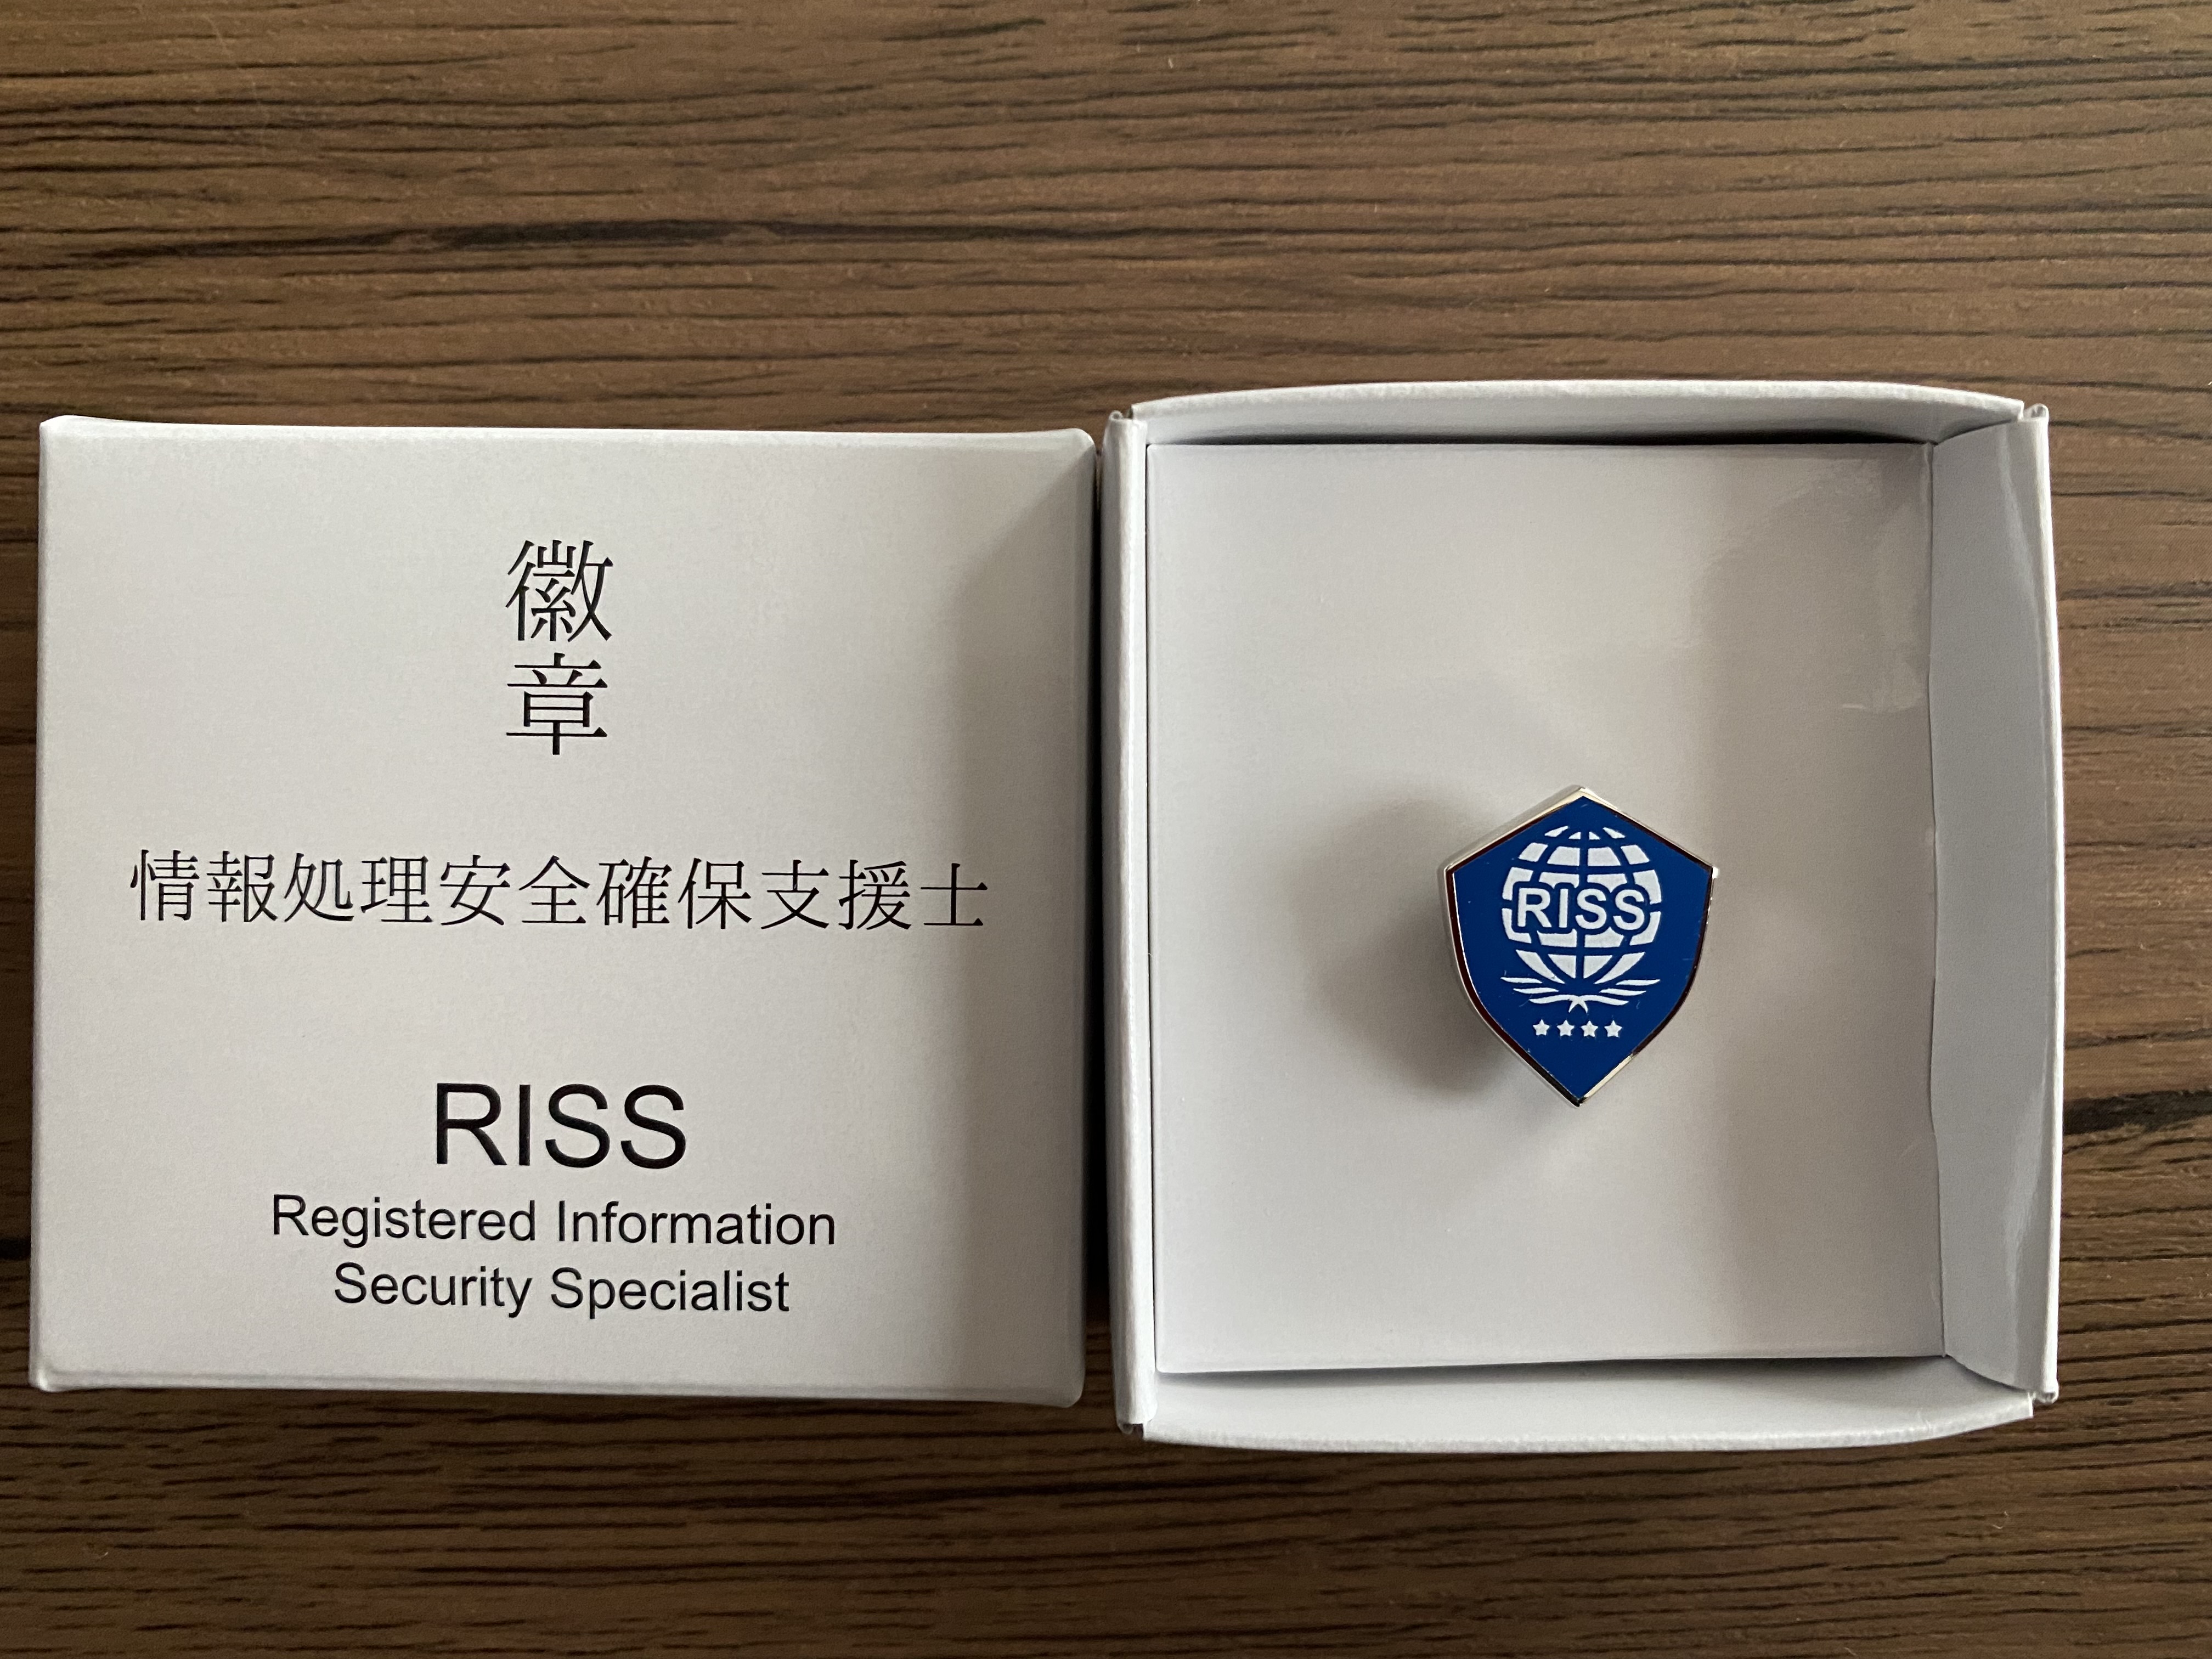 徽章
情報処理安全確保支援士
RISS
Registered Information
Security Specialist
RISS